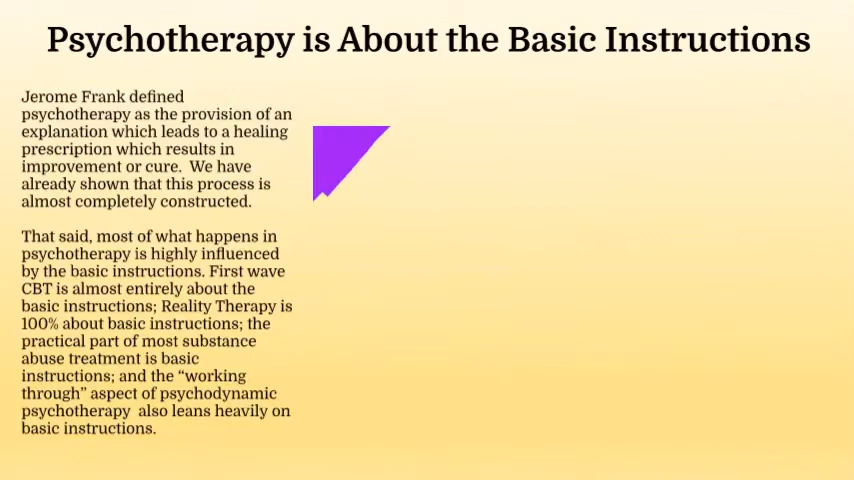 Psychotherapy is About the Basic Instructions
Jerome Frank defined
psychotherapy as the provision of an
explanation which leads to a healing
prescription which results in
improvement or cure.  We have
already shown that this process is
almost completely constructed.
That said, most of what happens in
psychotherapy is highly influenced
by the basic instructions. First wave
CBT is almost entirely about the
basic instructions; Reality Therapy is
100% about basic instructions; the
practical part of most substance
abuse treatment is basic
instructions; and the “working
through” aspect of psychodynamic
psychotherapy  also leans heavily on
basic instructions.